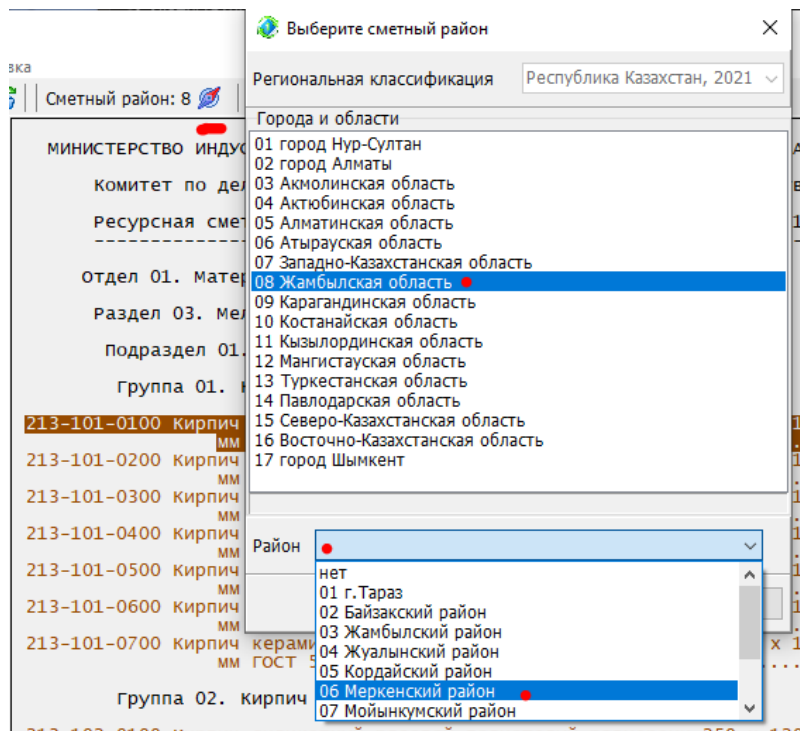 Выберите сметный район
вка
Региональная классификация
Республика Казахстан, 2021
Сметный район: 8
Города и области
01 город Нур-Султан
02 город Алматы
03 Акмолинская область
04 Актюбинская область
05 Алматинская область
06 Атырауская область
07 Западно-Казахстанская область
08 Жамбылская область
09 Карагандинская область
10 Костанайская область
11 Кызылординская область
12 Мангистауская область
13 Туркестанская область
14 Павлодарская область
15 Северо-Казахстанская область
16 Восточно-Казахстанская область
17 город Шымкент
Район
нет
01 г.Тараз
02 Байзакский район
03 Жамбылский район
04 Жуалынский район
05 Кордайский район
06 Меркенский район
07 Мойынкумский район
МИНИСТЕРСТВО ИНДУС
Комитет по дел
Ресурсная смет
Отдел 01. Матер
Раздел 03. Мел
Подраздел 01.
Группа 01. К
213-101-0100 Кирпич
мм
213-101-0200 Кирпич
мм
213-101-0300 Кирпич
мм
213-101-0400 Кирпич
мм
213-101-0500 Кирпич
мм
213-101-0600 Кирпич
мм
213-101-0700 Кирпич керами
мм ГОСТ 5
Группа 02. Кирпич